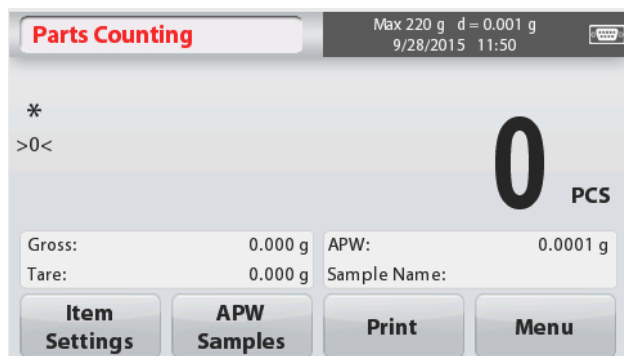 Parts Counting
Max 220 g d = 0.001 g
9/28/2015 11:50
*
>0<
0
PCS
Gross: 0.000 g
Tare: 0.000 g
APW: 0.0001 g
Sample Name:
Item
Settings
APW
Samples
Print
Menu